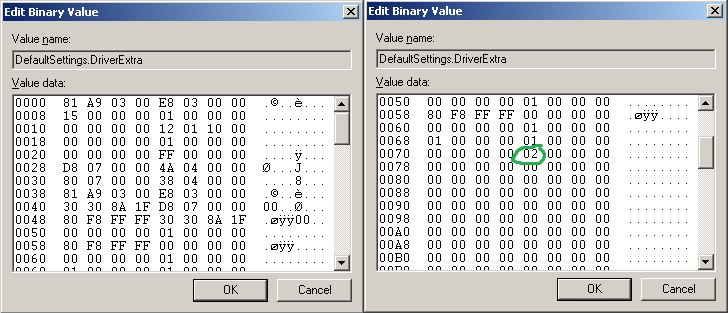 Edit Binary Value
Value name:
DefaultSettings.DriverExtra
Value data:
0000 81 A9 03 00 E8 03 00 00 .©..è...
0008 15 00 00 00 01 00 00 00 ........
0010 00 00 00 00 12 01 10 00 ........
0018 00 00 00 00 01 00 00 00 ........
0020 00 00 00 00 FF 00 00 00 ....ÿ...
0028 D8 07 00 00 4A 04 00 00 Ø...J...
0030 80 07 00 00 38 04 00 00 ....8...
0038 81 A9 03 00 E8 03 00 00 .©..è...
0040 30 30 8A 1F D8 07 00 00 00..Ø...
0048 80 F8 FF FF 30 30 8A 1F .øÿÿ00..
0050 00 00 00 00 01 00 00 00 ........
0058 80 F8 FF FF 00 00 00 00 .øÿÿ....
0060 00 00 00 00 01 00 00 00 ........
OK
Cancel
Edit Binary Value
Value name:
DefaultSettings.DriverExtra
Value data:
0050 00 00 00 00 01 00 00 00 ........
0058 80 F8 FF FF 00 00 00 00 .øÿÿ....
0060 00 00 00 00 01 00 00 00 ........
0068 01 00 00 00 01 00 00 00 ........
0070 00 00 00 00 02 00 00 00 ........
0078 00 00 00 00 00 00 00 00 ........
0080 00 00 00 00 00 00 00 00 ........
0088 00 00 00 00 00 00 00 00 ........
0090 00 00 00 00 00 00 00 00 ........
0098 00 00 00 00 00 00 00 00 ........
00A0 00 00 00 00 00 00 00 00 ........
00A8 00 00 00 00 00 00 00 00 ........
00B0 00 00 00 00 00 00 00 00 ........
OK
Cancel